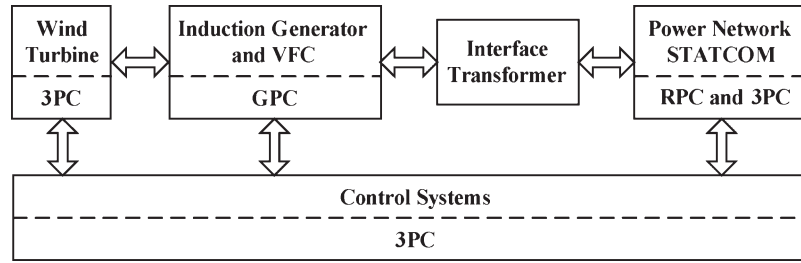 Wind
Turbine
3PC
Induction Generator
and VFC
GPC
Interface
Transformer
Power Network
STATCOM
RPC and 3PC
Control Systems
3PC